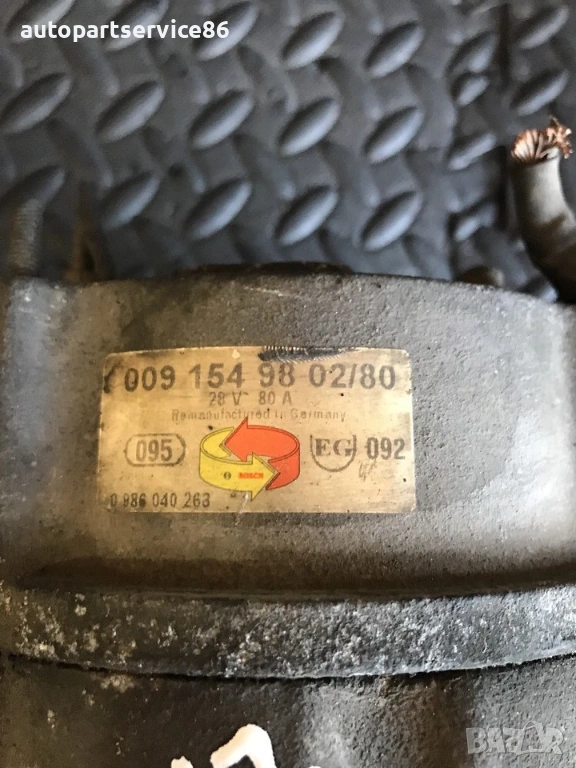 autopartservice86
009 154 98 02/80
28 V 80 A
Remanufactured in Germany
095
BOSCH
EG
092
0 986 040 263
BAZAR